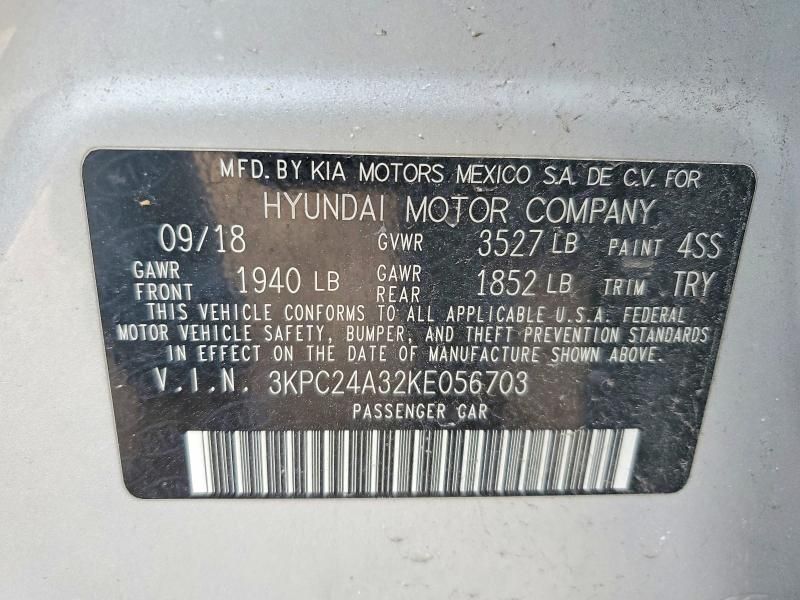 MFD. BY KIA MOTORS MEXICO S.A. DE C.V. FOR
HYUNDAI MOTOR COMPANY
09/18 GVWR 3527 LB PAINT 4SS
GAWR FRONT 1940 LB GAWR REAR 1852 LB TRIM TRY
THIS VEHICLE CONFORMS TO ALL APPLICABLE U.S.A. FEDERAL
MOTOR VEHICLE SAFETY, BUMPER, AND THEFT PREVENTION STANDARDS
IN EFFECT ON THE DATE OF MANUFACTURE SHOWN ABOVE.
V.I.N. 3KPC24A32KE056703
PASSENGER CAR